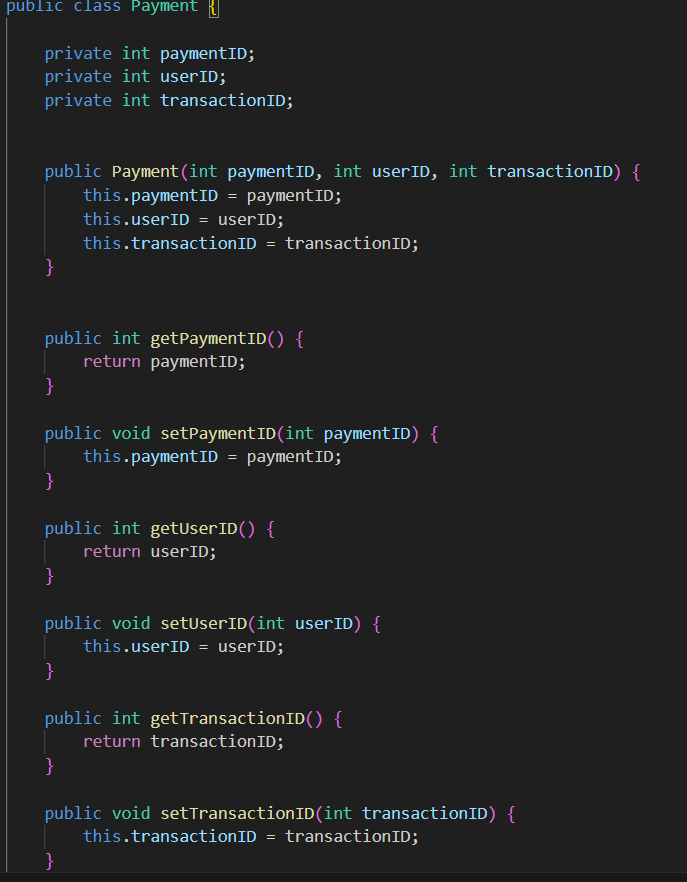 public class Payment {
private int paymentID;
private int userID;
private int transactionID;
public Payment(int paymentID, int userID, int transactionID) {
this.paymentID = paymentID;
this.userID = userID;
this.transactionID = transactionID;
}
public int getPaymentID() {
return paymentID;
}
public void setPaymentID(int paymentID) {
this.paymentID = paymentID;
}
public int getUserID() {
return userID;
}
public void setUserID(int userID) {
this.userID = userID;
}
public int getTransactionID() {
return transactionID;
}
public void setTransactionID(int transactionID) {
this.transactionID = transactionID;
}